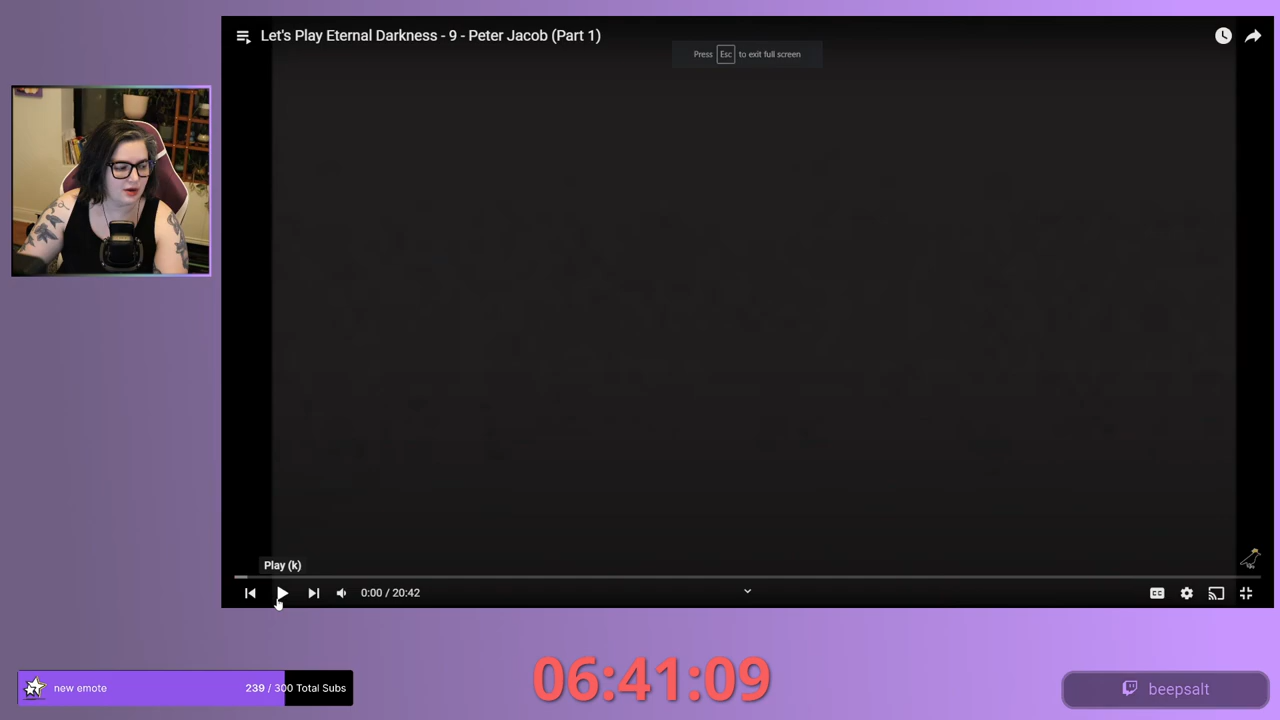 Let's Play Eternal Darkness - 9 - Peter Jacob (Part 1)
Press Esc to exit full screen
Play (k)
0:00 / 20:42
CC
new emote 239 / 300 Total Subs
06:41:09
beepsalt